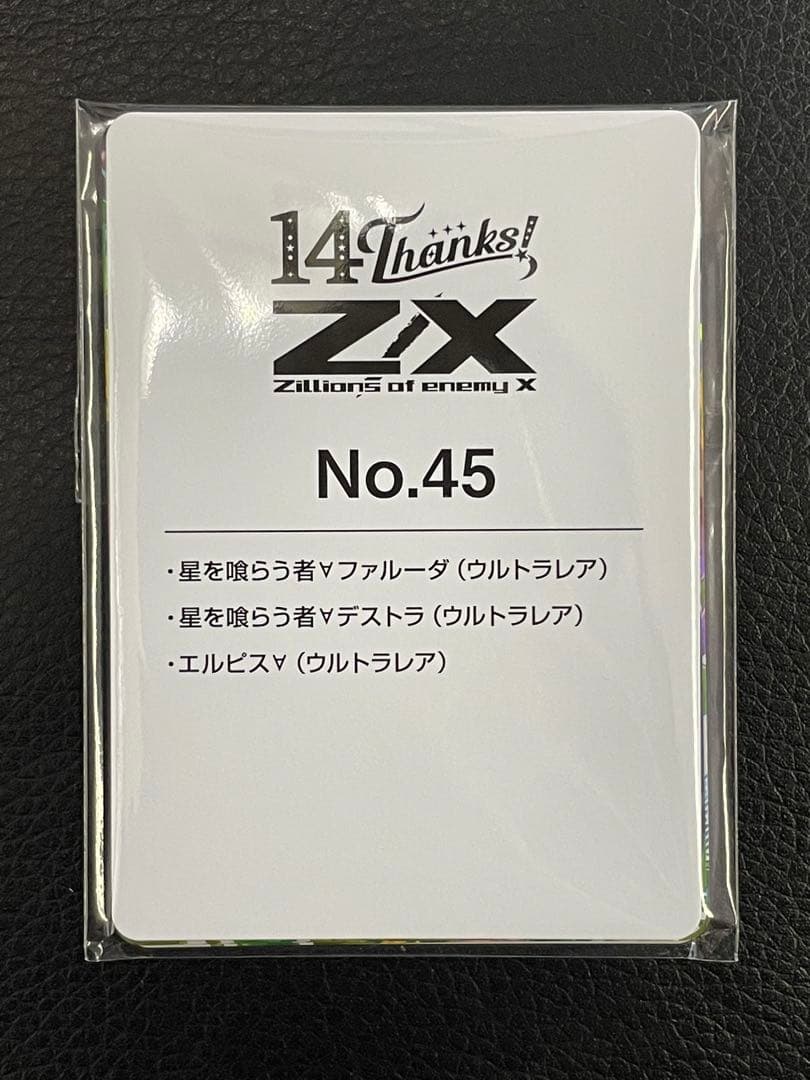 14 Thanks!
Z/X
Zillions of enemy X
No.45
・星を喰らう者∀ファルーダ（ウルトラレア）
・星を喰らう者∀デストラ（ウルトラレア）
・エルピス∀（ウルトラレア）